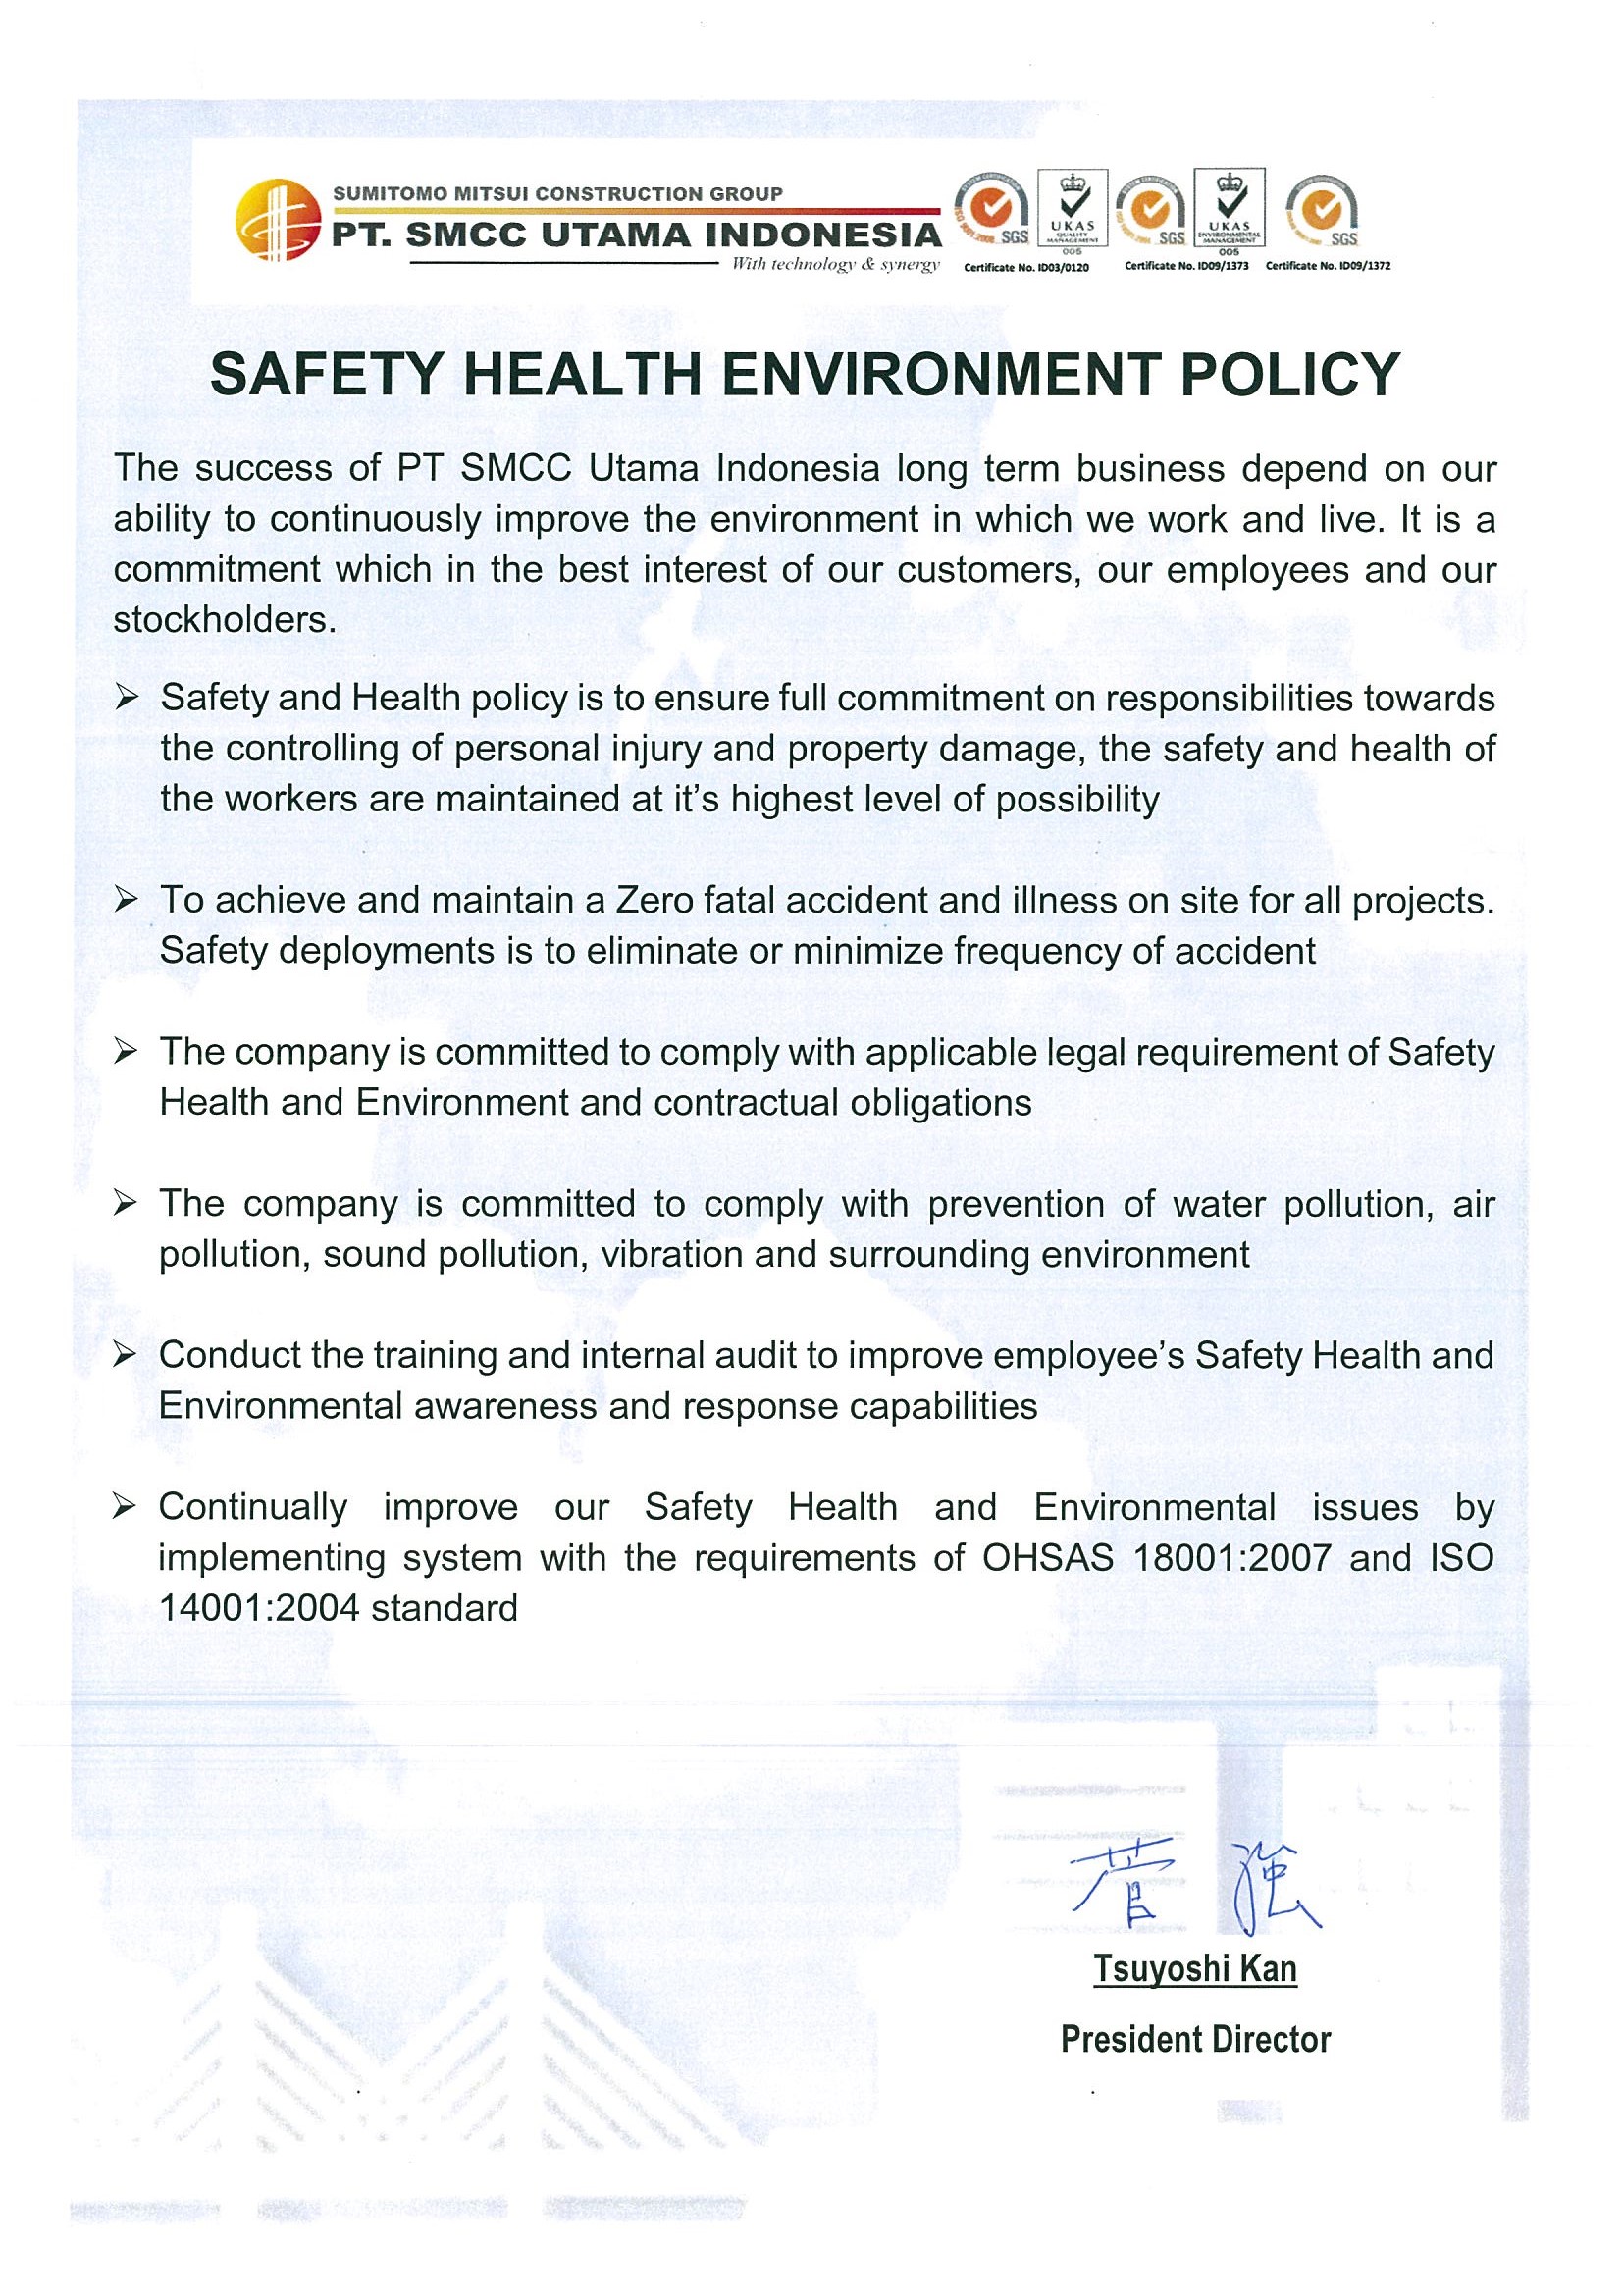 SUMITOMO MITSUI CONSTRUCTION GROUP
PT. SMCC UTAMA INDONESIA
With technology & synergy
SGS
UKAS
QUALITY
MANAGEMENT
005
SGS
UKAS
ENVIRONMENTAL
MANAGEMENT
005
SGS
Certificate No. ID03/0120
Certificate No. ID09/1373
Certificate No. ID09/1372
SAFETY HEALTH ENVIRONMENT POLICY
The success of PT SMCC Utama Indonesia long term business depend on our
ability to continuously improve the environment in which we work and live. It is a
commitment which in the best interest of our customers, our employees and our
stockholders.
➢ Safety and Health policy is to ensure full commitment on responsibilities towards
the controlling of personal injury and property damage, the safety and health of
the workers are maintained at it’s highest level of possibility
➢ To achieve and maintain a Zero fatal accident and illness on site for all projects.
Safety deployments is to eliminate or minimize frequency of accident
➢ The company is committed to comply with applicable legal requirement of Safety
Health and Environment and contractual obligations
➢ The company is committed to comply with prevention of water pollution, air
pollution, sound pollution, vibration and surrounding environment
➢ Conduct the training and internal audit to improve employee’s Safety Health and
Environmental awareness and response capabilities
➢ Continually improve our Safety Health and Environmental issues by
implementing system with the requirements of OHSAS 18001:2007 and ISO
14001:2004 standard
菅 強
Tsuyoshi Kan
President Director